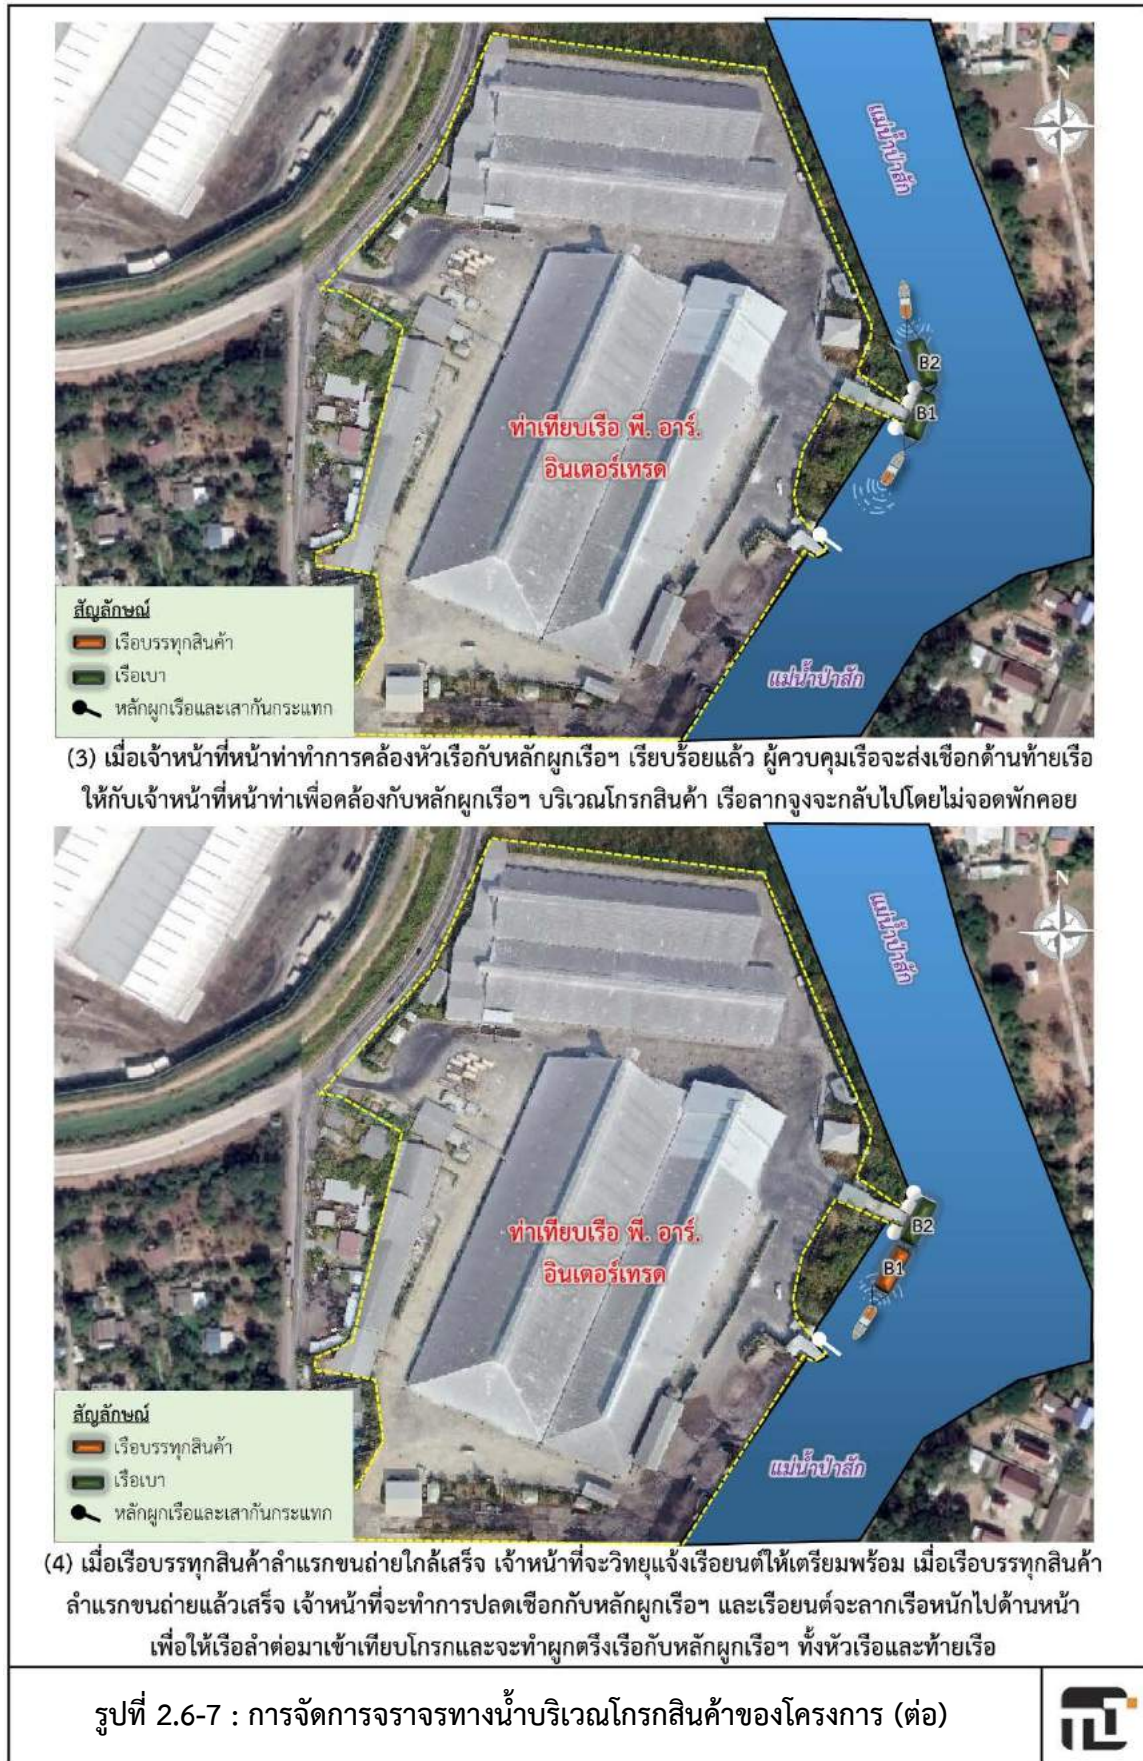 N
แม่น้ำป่าสัก
B2
B1
ท่าเทียบเรือ พี. อาร์.
อินเตอร์เทรด
แม่น้ำป่าสัก
สัญลักษณ์
เรือบรรทุกสินค้า
เรือเบา
หลักผูกเรือและเสากันกระแทก
(3) เมื่อเจ้าหน้าที่หน้าท่าทำการคล้องหัวเรือกับหลักผูกเรือฯ เรียบร้อยแล้ว ผู้ควบคุมเรือจะส่งเชือกด้านท้ายเรือ
ให้กับเจ้าหน้าที่หน้าท่าเพื่อคล้องกับหลักผูกเรือฯ บริเวณโกรกสินค้า เรือลากจูงจะกลับไปโดยไม่จอดพักคอย
N
แม่น้ำป่าสัก
B2
B1
ท่าเทียบเรือ พี. อาร์.
อินเตอร์เทรด
แม่น้ำป่าสัก
สัญลักษณ์
เรือบรรทุกสินค้า
เรือเบา
หลักผูกเรือและเสากันกระแทก
(4) เมื่อเรือบรรทุกสินค้าลำแรกขนถ่ายใกล้เสร็จ เจ้าหน้าที่จะวิทยุแจ้งเรือยนต์ให้เตรียมพร้อม เมื่อเรือบรรทุกสินค้า
ลำแรกขนถ่ายแล้วเสร็จ เจ้าหน้าที่จะทำการปลดเชือกกับหลักผูกเรือฯ และเรือยนต์จะลากเรือหนักไปด้านหน้า
เพื่อให้เรือลำต่อมาเข้าเทียบโกรกและจะทำผูกตรึงเรือกับหลักผูกเรือฯ ทั้งหัวเรือและท้ายเรือ
รูปที่ 2.6-7 : การจัดการจราจรทางน้ำบริเวณโกรกสินค้าของโครงการ (ต่อ)